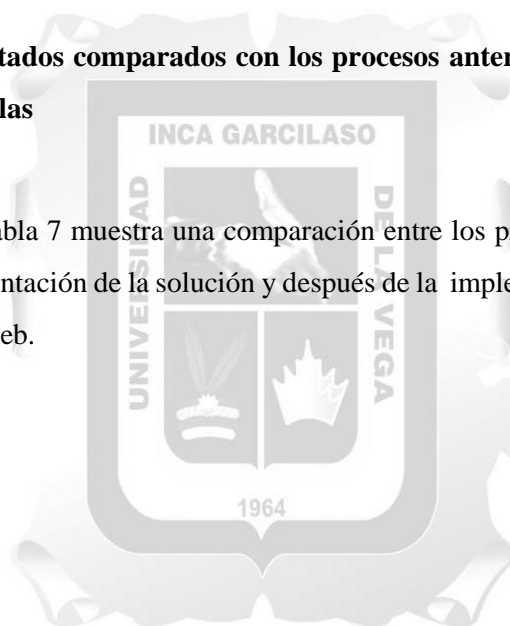 tados comparados con los procesos anter
las
INCA GARCILASO
UNIVERSIDAD
DE LA VEGA
abla 7 muestra una comparación entre los p
entación de la solución y después de la imple
eb.
1964